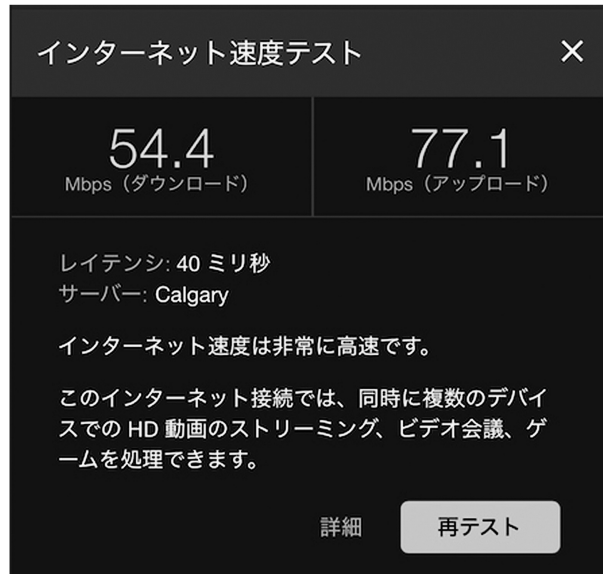 インターネット速度テスト ×
54.4 77.1
Mbps（ダウンロード） Mbps（アップロード）
レイテンシ: 40 ミリ秒
サーバー: Calgary
インターネット速度は非常に高速です。
このインターネット接続では、同時に複数のデバイ
スでの HD 動画のストリーミング、ビデオ会議、ゲ
ームを処理できます。
詳細 再テスト